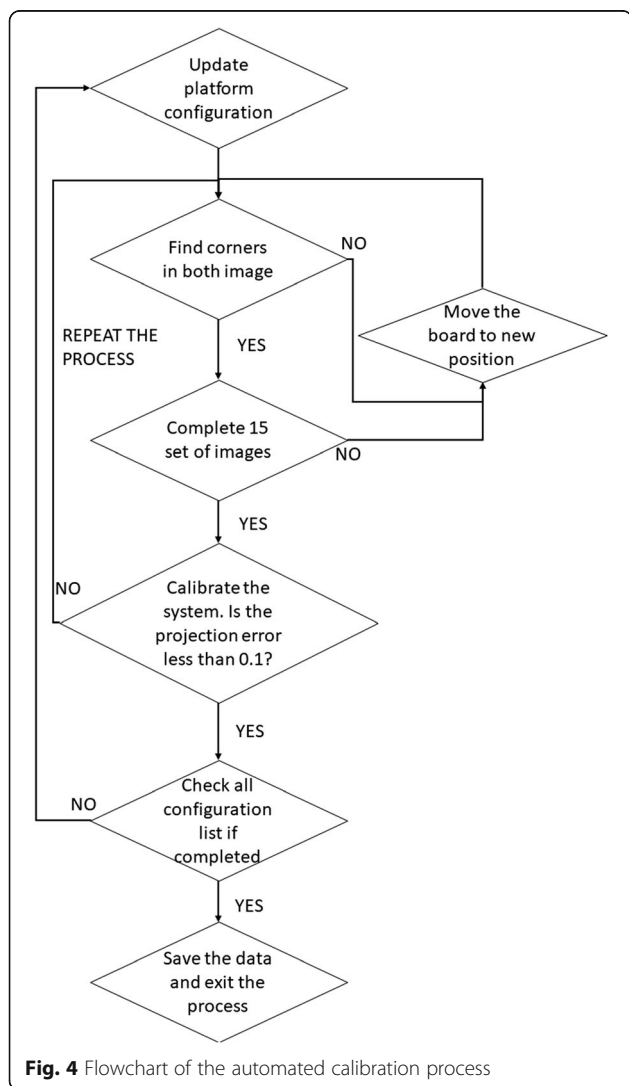 Update
platform
configuration
Find corners
in both image
NO
Move the
board to new
position
REPEAT THE
PROCESS
YES
Complete 15
set of images
NO
YES
NO
Calibrate the
system. Is the
projection error
less than 0.1?
YES
NO
Check all
configuration
list if
completed
YES
Save the data
and exit the
process
Fig. 4 Flowchart of the automated calibration process